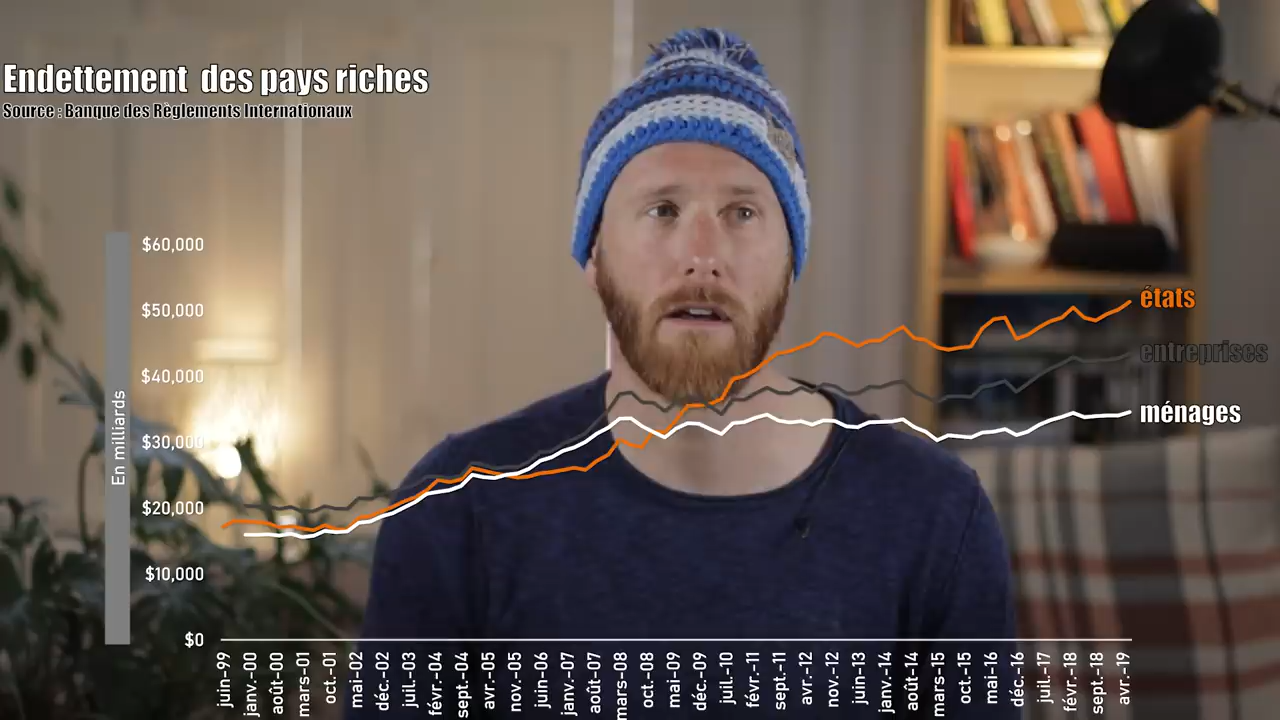 Endettement des pays riches
Source : Banque des Règlements Internationaux
$60,000
$50,000
$40,000
$30,000
$20,000
$10,000
$0
En milliards
états
entreprises
ménages
juin-99
janv.-00
août-00
mars-01
oct.-01
mai-02
déc.-02
juil.-03
févr.-04
sept.-04
avr.-05
nov.-05
juin-06
janv.-07
août-07
mars-08
oct.-08
mai-09
déc.-09
juil.-10
févr.-11
sept.-11
avr.-12
nov.-12
juin-13
janv.-14
août-14
mars-15
oct.-15
mai-16
déc.-16
juil.-17
févr.-18
sept.-18
avr.-19